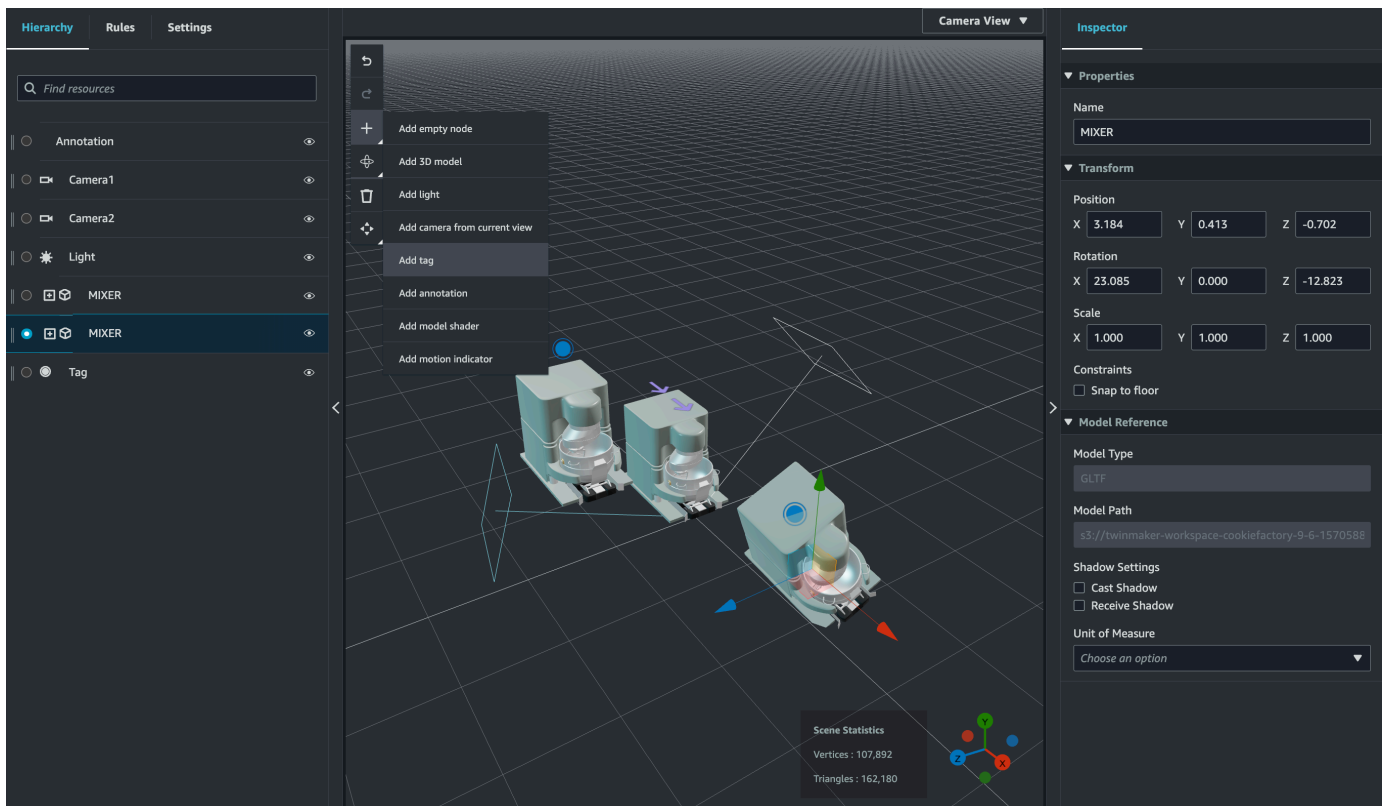 Hierarchy Rules Settings
Find resources
Annotation
Camera1
Camera2
Light
MIXER
MIXER
Tag
Camera View
Add empty node
Add 3D model
Add light
Add camera from current view
Add tag
Add annotation
Add model shader
Add motion indicator
Scene Statistics
Vertices : 107,892
Triangles : 162,180
Y
Z
X
Inspector
Properties
Name
MIXER
Transform
Position
X 3.184 Y 0.413 Z -0.702
Rotation
X 23.085 Y 0.000 Z -12.823
Scale
X 1.000 Y 1.000 Z 1.000
Constraints
Snap to floor
Model Reference
Model Type
GLTF
Model Path
s3://twinmaker-workspace-cookiefactory-9-6-1570588
Shadow Settings
Cast Shadow
Receive Shadow
Unit of Measure
Choose an option